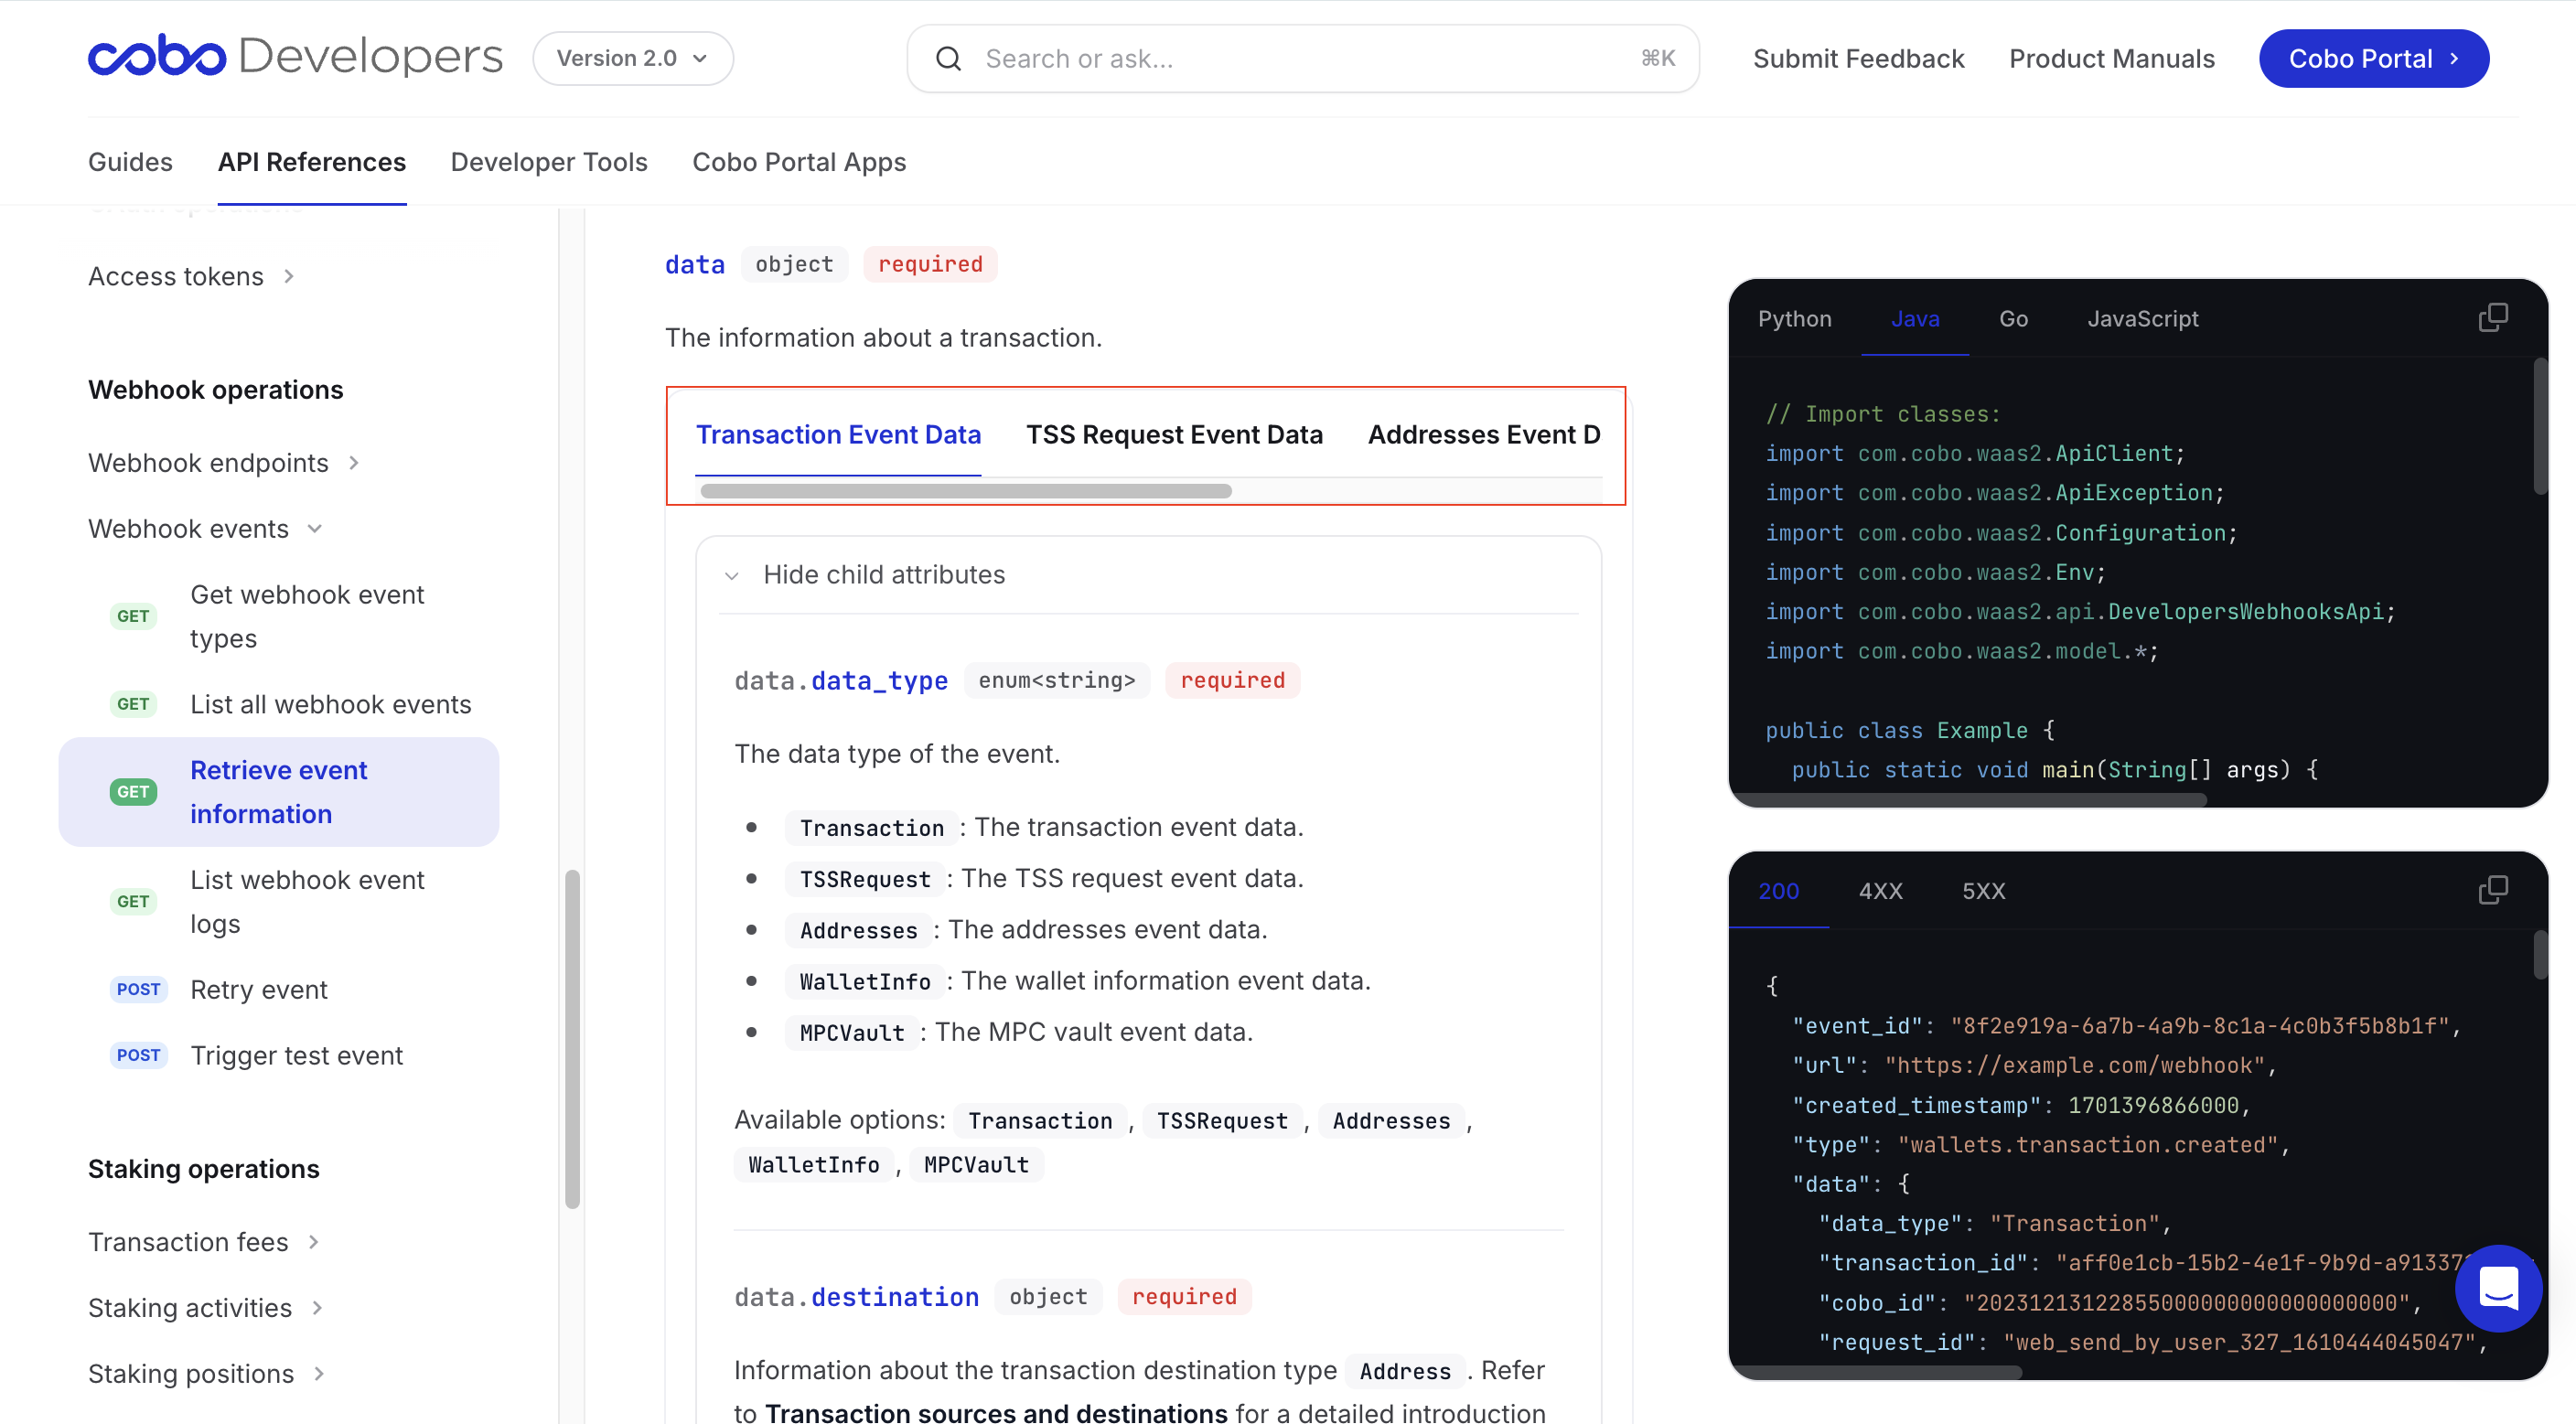 cobo Developers
Version 2.0
Search or ask...
⌘K
Submit Feedback
Product Manuals
Cobo Portal
Guides
API References
Developer Tools
Cobo Portal Apps
Access tokens
Webhook operations
Webhook endpoints
Webhook events
GET Get webhook event
types
GET List all webhook events
GET Retrieve event
information
GET List webhook event
logs
POST Retry event
POST Trigger test event
Staking operations
Transaction fees
Staking activities
Staking positions
data object required
The information about a transaction.
Transaction Event Data TSS Request Event Data Addresses Event D
Hide child attributes
data.data_type enum<string> required
The data type of the event.
• Transaction : The transaction event data.
• TSSRequest : The TSS request event data.
• Addresses : The addresses event data.
• WalletInfo : The wallet information event data.
• MPCVault : The MPC vault event data.
Available options: Transaction , TSSRequest , Addresses ,
WalletInfo , MPCVault
data.destination object required
Information about the transaction destination type Address . Refer
to Transaction sources and destinations for a detailed introduction
Python Java Go JavaScript
// Import classes:
import com.cobo.waas2.ApiClient;
import com.cobo.waas2.ApiException;
import com.cobo.waas2.Configuration;
import com.cobo.waas2.Env;
import com.cobo.waas2.api.DevelopersWebhooksApi;
import com.cobo.waas2.model.*;
public class Example {
public static void main(String[] args) {
200 4XX 5XX
{
"event_id": "8f2e919a-6a7b-4a9b-8c1a-4c0b3f5b8b1f",
"url": "https://example.com/webhook",
"created_timestamp": 1701396866000,
"type": "wallets.transaction.created",
"data": {
"data_type": "Transaction",
"transaction_id": "aff0e1cb-15b2-4e1f-9b9d-a91337
"cobo_id": "20231213122855000000000000000000",
"request_id": "web_send_by_user_327_1610444045047",